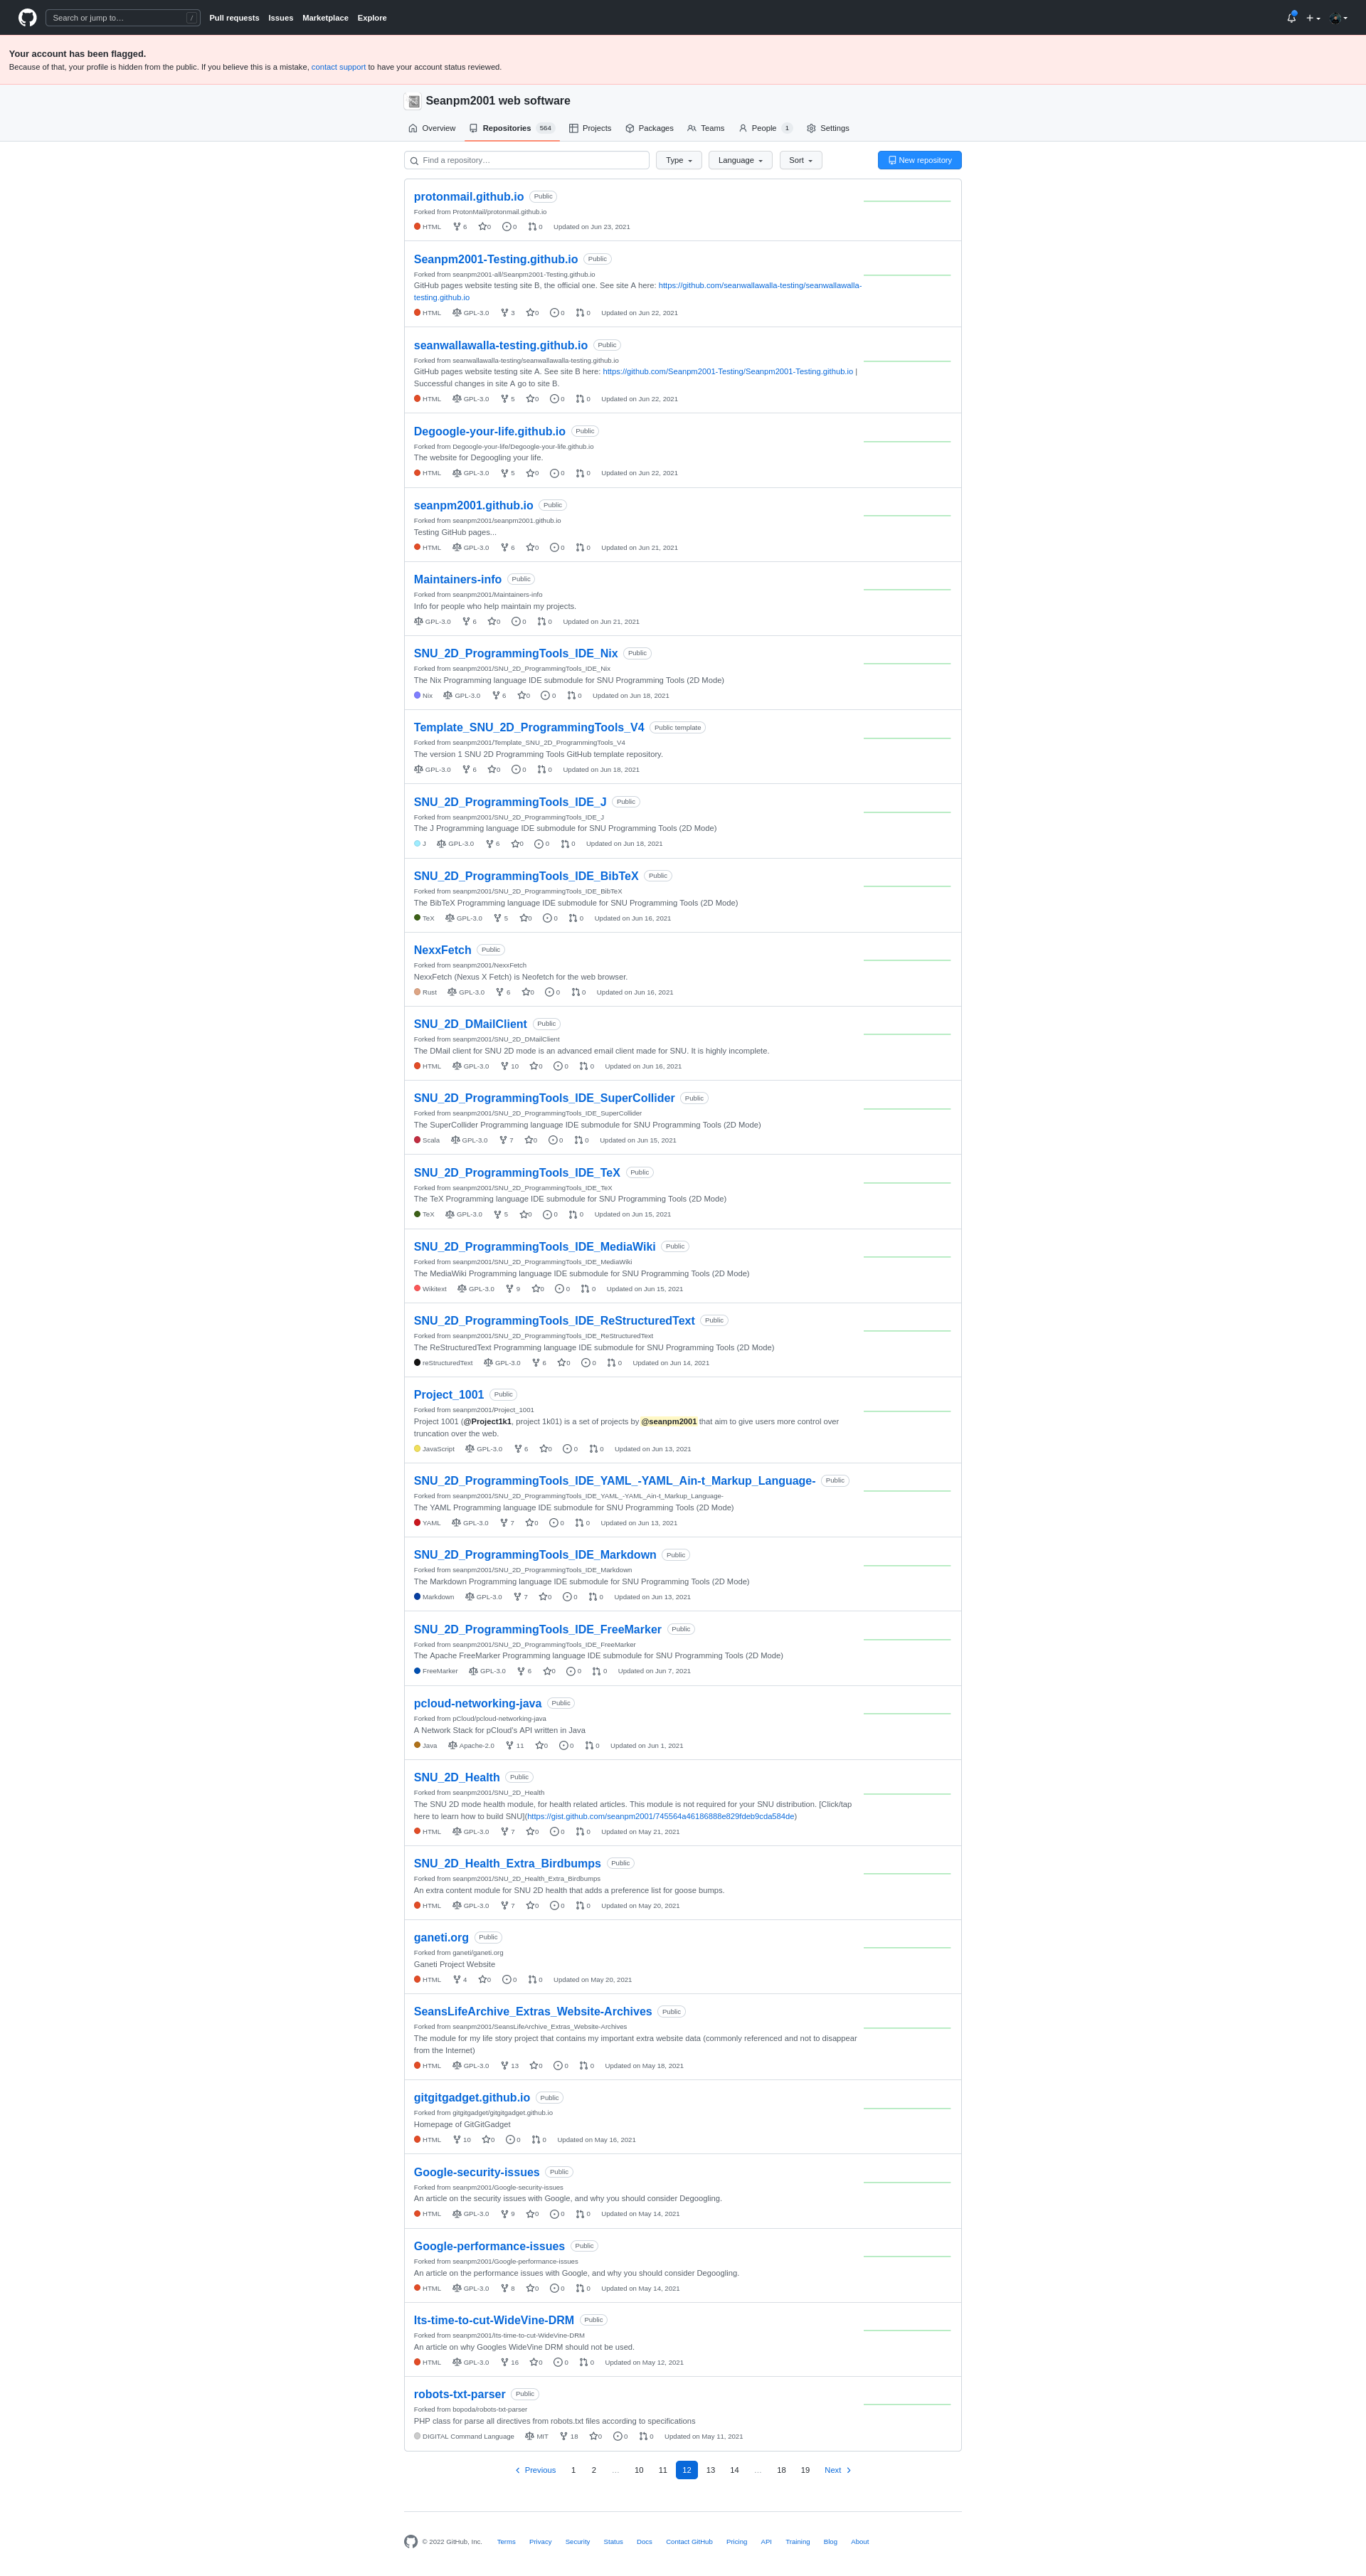 Search or jump to… /
Pull requests Issues Marketplace Explore
Your account has been flagged.
Because of that, your profile is hidden from the public. If you believe this is a mistake, contact support to have your account status reviewed.
Seanpm2001 web software
Overview Repositories 564 Projects Packages Teams People 1 Settings
Find a repository… Type Language Sort New repository
protonmail.github.io Public
Forked from ProtonMail/protonmail.github.io
HTML 6 0 0 0 Updated on Jun 23, 2021
Seanpm2001-Testing.github.io Public
Forked from seanpm2001-all/Seanpm2001-Testing.github.io
GitHub pages website testing site B, the official one. See site A here: https://github.com/seanwallawalla-testing/seanwallawalla-
testing.github.io
HTML GPL-3.0 3 0 0 0 Updated on Jun 22, 2021
seanwallawalla-testing.github.io Public
Forked from seanwallawalla-testing/seanwallawalla-testing.github.io
GitHub pages website testing site A. See site B here: https://github.com/Seanpm2001-Testing/Seanpm2001-Testing.github.io |
Successful changes in site A go to site B.
HTML GPL-3.0 5 0 0 0 Updated on Jun 22, 2021
Degoogle-your-life.github.io Public
Forked from Degoogle-your-life/Degoogle-your-life.github.io
The website for Degoogling your life.
HTML GPL-3.0 5 0 0 0 Updated on Jun 22, 2021
seanpm2001.github.io Public
Forked from seanpm2001/seanpm2001.github.io
Testing GitHub pages...
HTML GPL-3.0 6 0 0 0 Updated on Jun 21, 2021
Maintainers-info Public
Forked from seanpm2001/Maintainers-info
Info for people who help maintain my projects.
GPL-3.0 6 0 0 0 Updated on Jun 21, 2021
SNU_2D_ProgrammingTools_IDE_Nix Public
Forked from seanpm2001/SNU_2D_ProgrammingTools_IDE_Nix
The Nix Programming language IDE submodule for SNU Programming Tools (2D Mode)
Nix GPL-3.0 6 0 0 0 Updated on Jun 18, 2021
Template_SNU_2D_ProgrammingTools_V4 Public template
Forked from seanpm2001/Template_SNU_2D_ProgrammingTools_V4
The version 1 SNU 2D Programming Tools GitHub template repository.
GPL-3.0 6 0 0 0 Updated on Jun 18, 2021
SNU_2D_ProgrammingTools_IDE_J Public
Forked from seanpm2001/SNU_2D_ProgrammingTools_IDE_J
The J Programming language IDE submodule for SNU Programming Tools (2D Mode)
J GPL-3.0 6 0 0 0 Updated on Jun 18, 2021
SNU_2D_ProgrammingTools_IDE_BibTeX Public
Forked from seanpm2001/SNU_2D_ProgrammingTools_IDE_BibTeX
The BibTeX Programming language IDE submodule for SNU Programming Tools (2D Mode)
TeX GPL-3.0 5 0 0 0 Updated on Jun 16, 2021
NexxFetch Public
Forked from seanpm2001/NexxFetch
NexxFetch (Nexus X Fetch) is Neofetch for the web browser.
Rust GPL-3.0 6 0 0 0 Updated on Jun 16, 2021
SNU_2D_DMailClient Public
Forked from seanpm2001/SNU_2D_DMailClient
The DMail client for SNU 2D mode is an advanced email client made for SNU. It is highly incomplete.
HTML GPL-3.0 10 0 0 0 Updated on Jun 16, 2021
SNU_2D_ProgrammingTools_IDE_SuperCollider Public
Forked from seanpm2001/SNU_2D_ProgrammingTools_IDE_SuperCollider
The SuperCollider Programming language IDE submodule for SNU Programming Tools (2D Mode)
Scala GPL-3.0 7 0 0 0 Updated on Jun 15, 2021
SNU_2D_ProgrammingTools_IDE_TeX Public
Forked from seanpm2001/SNU_2D_ProgrammingTools_IDE_TeX
The TeX Programming language IDE submodule for SNU Programming Tools (2D Mode)
TeX GPL-3.0 5 0 0 0 Updated on Jun 15, 2021
SNU_2D_ProgrammingTools_IDE_MediaWiki Public
Forked from seanpm2001/SNU_2D_ProgrammingTools_IDE_MediaWiki
The MediaWiki Programming language IDE submodule for SNU Programming Tools (2D Mode)
Wikitext GPL-3.0 9 0 0 0 Updated on Jun 15, 2021
SNU_2D_ProgrammingTools_IDE_ReStructuredText Public
Forked from seanpm2001/SNU_2D_ProgrammingTools_IDE_ReStructuredText
The ReStructuredText Programming language IDE submodule for SNU Programming Tools (2D Mode)
reStructuredText GPL-3.0 6 0 0 0 Updated on Jun 14, 2021
Project_1001 Public
Forked from seanpm2001/Project_1001
Project 1001 (@Project1k1, project 1k01) is a set of projects by @seanpm2001 that aim to give users more control over
truncation over the web.
JavaScript GPL-3.0 6 0 0 0 Updated on Jun 13, 2021
SNU_2D_ProgrammingTools_IDE_YAML_-YAML_Ain-t_Markup_Language- Public
Forked from seanpm2001/SNU_2D_ProgrammingTools_IDE_YAML_-YAML_Ain-t_Markup_Language-
The YAML Programming language IDE submodule for SNU Programming Tools (2D Mode)
YAML GPL-3.0 7 0 0 0 Updated on Jun 13, 2021
SNU_2D_ProgrammingTools_IDE_Markdown Public
Forked from seanpm2001/SNU_2D_ProgrammingTools_IDE_Markdown
The Markdown Programming language IDE submodule for SNU Programming Tools (2D Mode)
Markdown GPL-3.0 7 0 0 0 Updated on Jun 13, 2021
SNU_2D_ProgrammingTools_IDE_FreeMarker Public
Forked from seanpm2001/SNU_2D_ProgrammingTools_IDE_FreeMarker
The Apache FreeMarker Programming language IDE submodule for SNU Programming Tools (2D Mode)
FreeMarker GPL-3.0 6 0 0 0 Updated on Jun 7, 2021
pcloud-networking-java Public
Forked from pCloud/pcloud-networking-java
A Network Stack for pCloud's API written in Java
Java Apache-2.0 11 0 0 0 Updated on Jun 1, 2021
SNU_2D_Health Public
Forked from seanpm2001/SNU_2D_Health
The SNU 2D mode health module, for health related articles. This module is not required for your SNU distribution. [Click/tap
here to learn how to build SNU](https://gist.github.com/seanpm2001/745564a46186888e829fdeb9cda584de)
HTML GPL-3.0 7 0 0 0 Updated on May 21, 2021
SNU_2D_Health_Extra_Birdbumps Public
Forked from seanpm2001/SNU_2D_Health_Extra_Birdbumps
An extra content module for SNU 2D health that adds a preference list for goose bumps.
HTML GPL-3.0 7 0 0 0 Updated on May 20, 2021
ganeti.org Public
Forked from ganeti/ganeti.org
Ganeti Project Website
HTML 4 0 0 0 Updated on May 20, 2021
SeansLifeArchive_Extras_Website-Archives Public
Forked from seanpm2001/SeansLifeArchive_Extras_Website-Archives
The module for my life story project that contains my important extra website data (commonly referenced and not to disappear
from the Internet)
HTML GPL-3.0 13 0 0 0 Updated on May 18, 2021
gitgitgadget.github.io Public
Forked from gitgitgadget/gitgitgadget.github.io
Homepage of GitGitGadget
HTML 10 0 0 0 Updated on May 16, 2021
Google-security-issues Public
Forked from seanpm2001/Google-security-issues
An article on the security issues with Google, and why you should consider Degoogling.
HTML GPL-3.0 9 0 0 0 Updated on May 14, 2021
Google-performance-issues Public
Forked from seanpm2001/Google-performance-issues
An article on the performance issues with Google, and why you should consider Degoogling.
HTML GPL-3.0 8 0 0 0 Updated on May 14, 2021
Its-time-to-cut-WideVine-DRM Public
Forked from seanpm2001/Its-time-to-cut-WideVine-DRM
An article on why Googles WideVine DRM should not be used.
HTML GPL-3.0 16 0 0 0 Updated on May 12, 2021
robots-txt-parser Public
Forked from bopoda/robots-txt-parser
PHP class for parse all directives from robots.txt files according to specifications
DIGITAL Command Language MIT 18 0 0 0 Updated on May 11, 2021
Previous 1 2 … 10 11 12 13 14 … 18 19 Next
© 2022 GitHub, Inc. Terms Privacy Security Status Docs Contact GitHub Pricing API Training Blog About